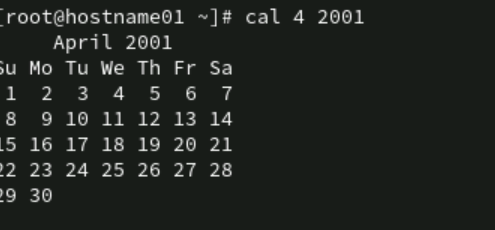 [root@hostname01 ~]# cal 4 2001
April 2001
Su Mo Tu We Th Fr Sa
1 2 3 4 5 6 7
8 9 10 11 12 13 14
15 16 17 18 19 20 21
22 23 24 25 26 27 28
29 30